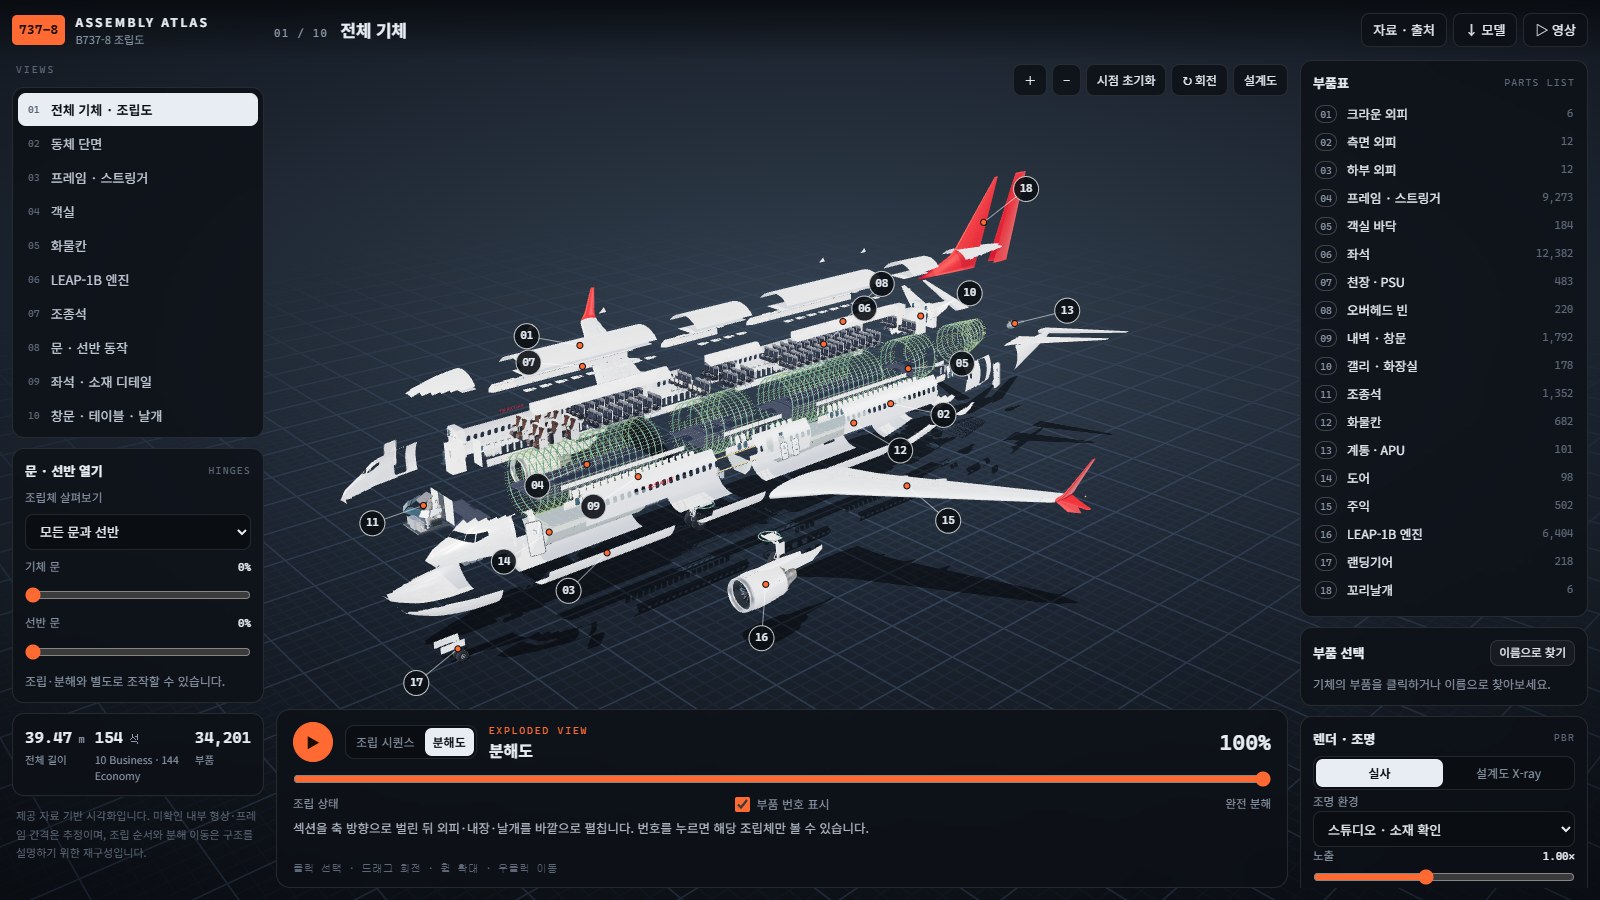 737–8
ASSEMBLY ATLAS
B737-8 조립도
01 / 10 전체 기체
자료 · 출처
↓ 모델
▷ 영상
VIEWS
01 전체 기체 · 조립도
02 동체 단면
03 프레임 · 스트링거
04 객실
05 화물칸
06 LEAP-1B 엔진
07 조종석
08 문 · 선반 동작
09 좌석 · 소재 디테일
10 창문 · 테이블 · 날개
문 · 선반 열기 HINGES
조립체 살펴보기
모든 문과 선반
기체 문 0%
선반 문 0%
조립·분해와 별도로 조작할 수 있습니다.
39.47 m 154 석 34,201
전체 길이 10 Business · 144 Economy 부품
제공 자료 기반 시각화입니다. 미확인 내부 형상·프레
임 간격은 추정이며, 조립 순서와 분해 이동은 구조를
설명하기 위한 재구성입니다.
+ − 시점 초기화 ↻ 회전 설계도
18
08
10
06
13
01
07
05
02
12
04
09
11
15
14
03
16
17
조립 시퀀스 분해도
EXPLODED VIEW
분해도
100%
조립 상태 부품 번호 표시 완전 분해
섹션을 축 방향으로 벌린 뒤 외피·내장·날개를 바깥으로 펼칩니다. 번호를 누르면 해당 조립체만 볼 수 있습니다.
클릭 선택 · 드래그 회전 · 휠 확대 · 우클릭 이동
부품표 PARTS LIST
01 크라운 외피 6
02 측면 외피 12
03 하부 외피 12
04 프레임 · 스트링거 9,273
05 객실 바닥 184
06 좌석 12,382
07 천장 · PSU 483
08 오버헤드 빈 220
09 내벽 · 창문 1,792
10 갤리 · 화장실 178
11 조종석 1,352
12 화물칸 682
13 계통 · APU 101
14 도어 98
15 주익 502
16 LEAP-1B 엔진 6,404
17 랜딩기어 218
18 꼬리날개 6
부품 선택 이름으로 찾기
기체의 부품을 클릭하거나 이름으로 찾아보세요.
렌더 · 조명 PBR
실사 설계도 X-ray
조명 환경
스튜디오 · 소재 확인
노출 1.00×